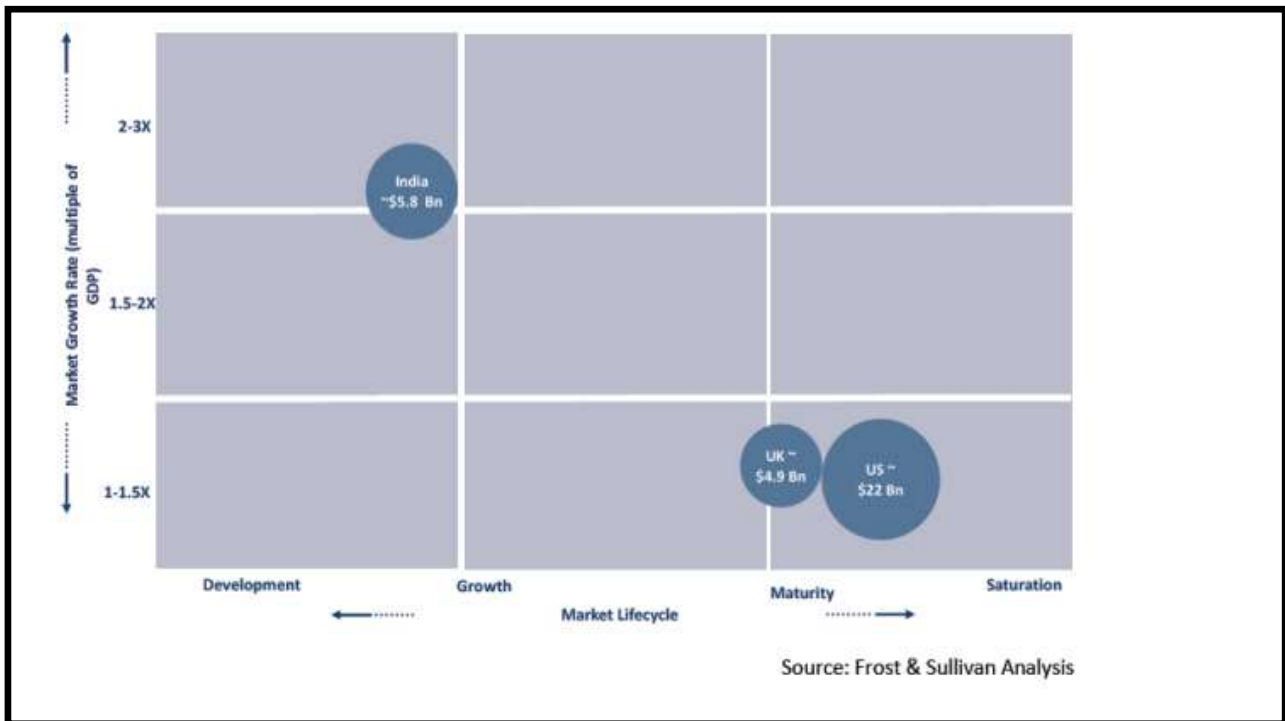 Market Growth Rate (multiple of
GDP)
2-3X
1.5-2X
1-1.5X
India
~$5.8 Bn
UK ~
$4.9 Bn
US ~
$22 Bn
Development
Growth
Maturity
Saturation
Market Lifecycle
Source: Frost & Sullivan Analysis